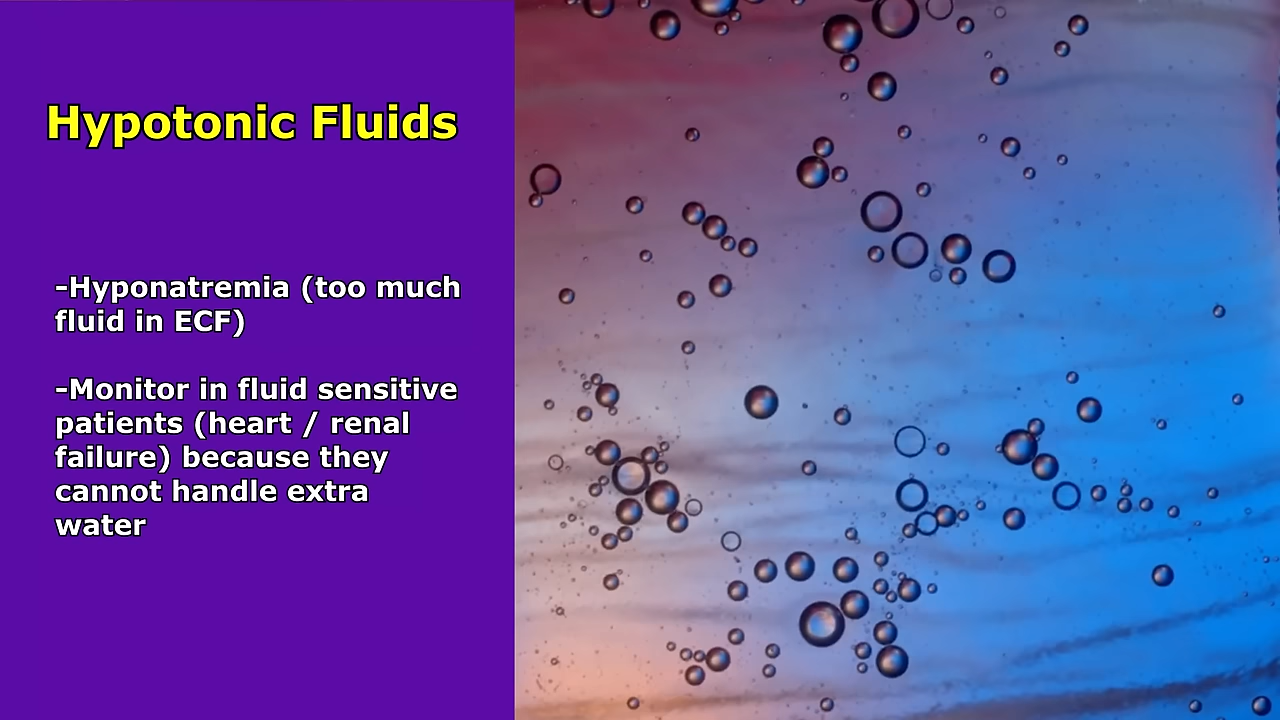 Hypotonic Fluids
-Hyponatremia (too much
fluid in ECF)
-Monitor in fluid sensitive
patients (heart / renal
failure) because they
cannot handle extra
water